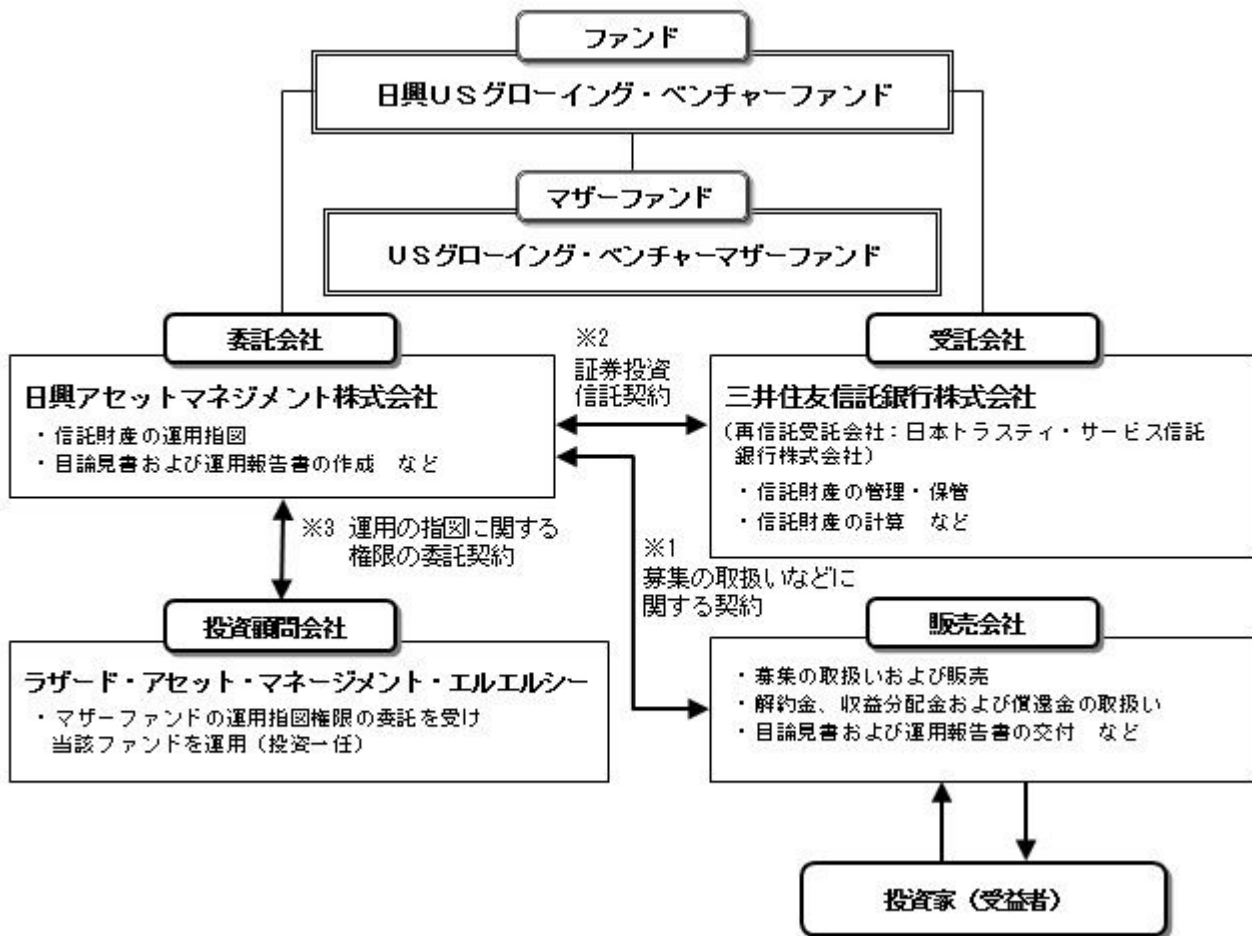 ファンド
日興ＵＳグローイング・ベンチャーファンド
マザーファンド
ＵＳグローイング・ベンチャーマザーファンド
委託会社
日興アセットマネジメント株式会社
・信託財産の運用指図
・目論見書および運用報告書の作成　など
※2
証券投資
信託契約
受託会社
三井住友信託銀行株式会社
（再信託受託会社：日本トラスティ・サービス信託
銀行株式会社）
・信託財産の管理・保管
・信託財産の計算　など
※3 運用の指図に関する
権限の委託契約
※1
募集の取扱いなどに
関する契約
投資顧問会社
ラザード・アセット・マネージメント・エルエルシー
・マザーファンドの運用指図権限の委託を受け
当該ファンドを運用（投資一任）
販売会社
・募集の取扱いおよび販売
・解約金、収益分配金および償還金の取扱い
・目論見書および運用報告書の交付　など
投資家（受益者）